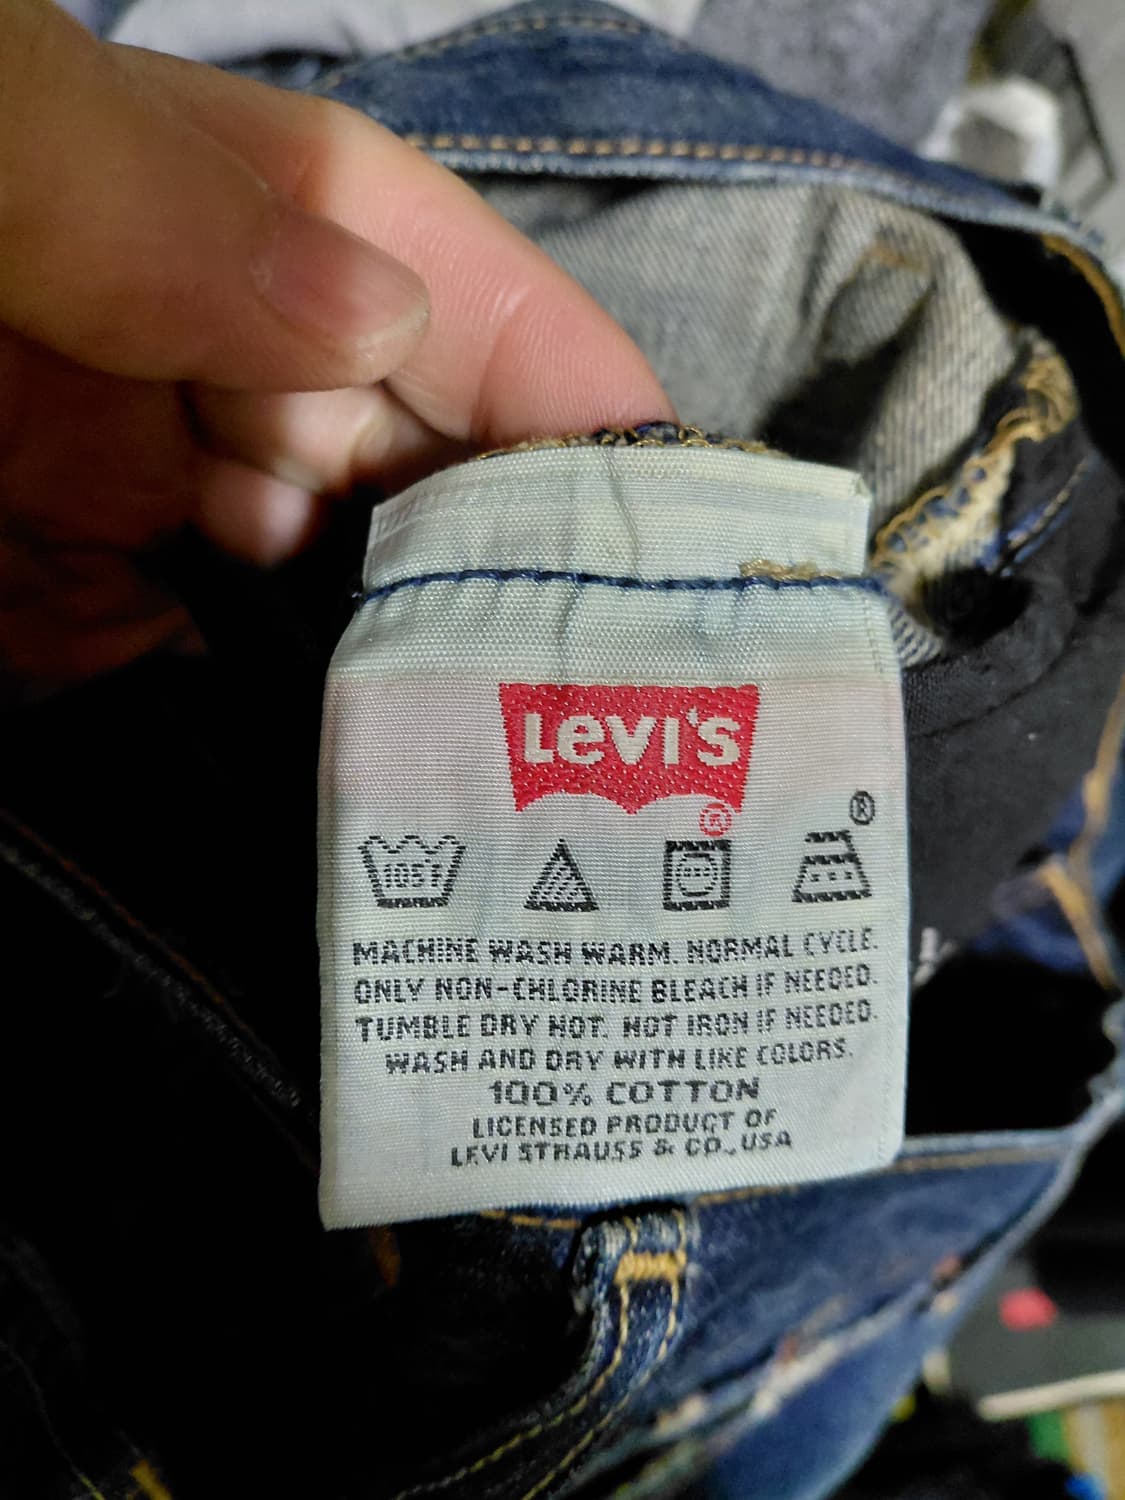 LEVI'S
®
®
105F
MACHINE WASH WARM. NORMAL CYCLE.
ONLY NON-CHLORINE BLEACH IF NEEDED.
TUMBLE DRY HOT. HOT IRON IF NEEDED.
WASH AND DRY WITH LIKE COLORS.
100% COTTON
LICENSED PRODUCT OF
LEVI STRAUSS & CO., USA